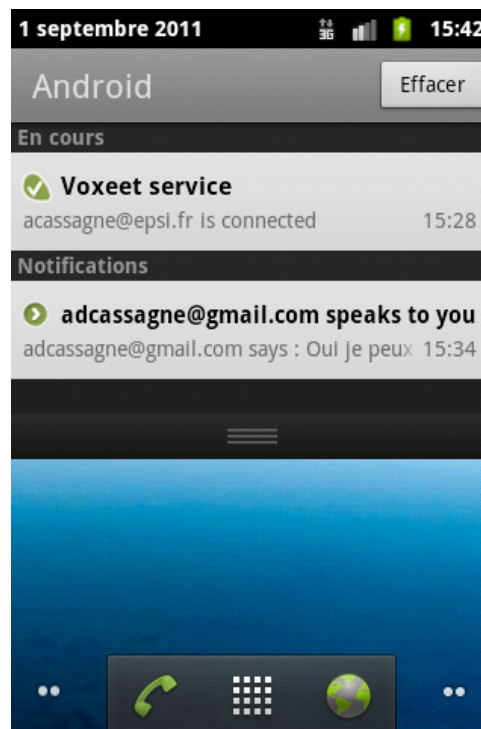 1 septembre 2011 3G 15:42
Android Effacer
En cours
Voxeet service
acassagne@epsi.fr is connected 15:28
Notifications
adcassagne@gmail.com speaks to you
adcassagne@gmail.com says : Oui je peux 15:34